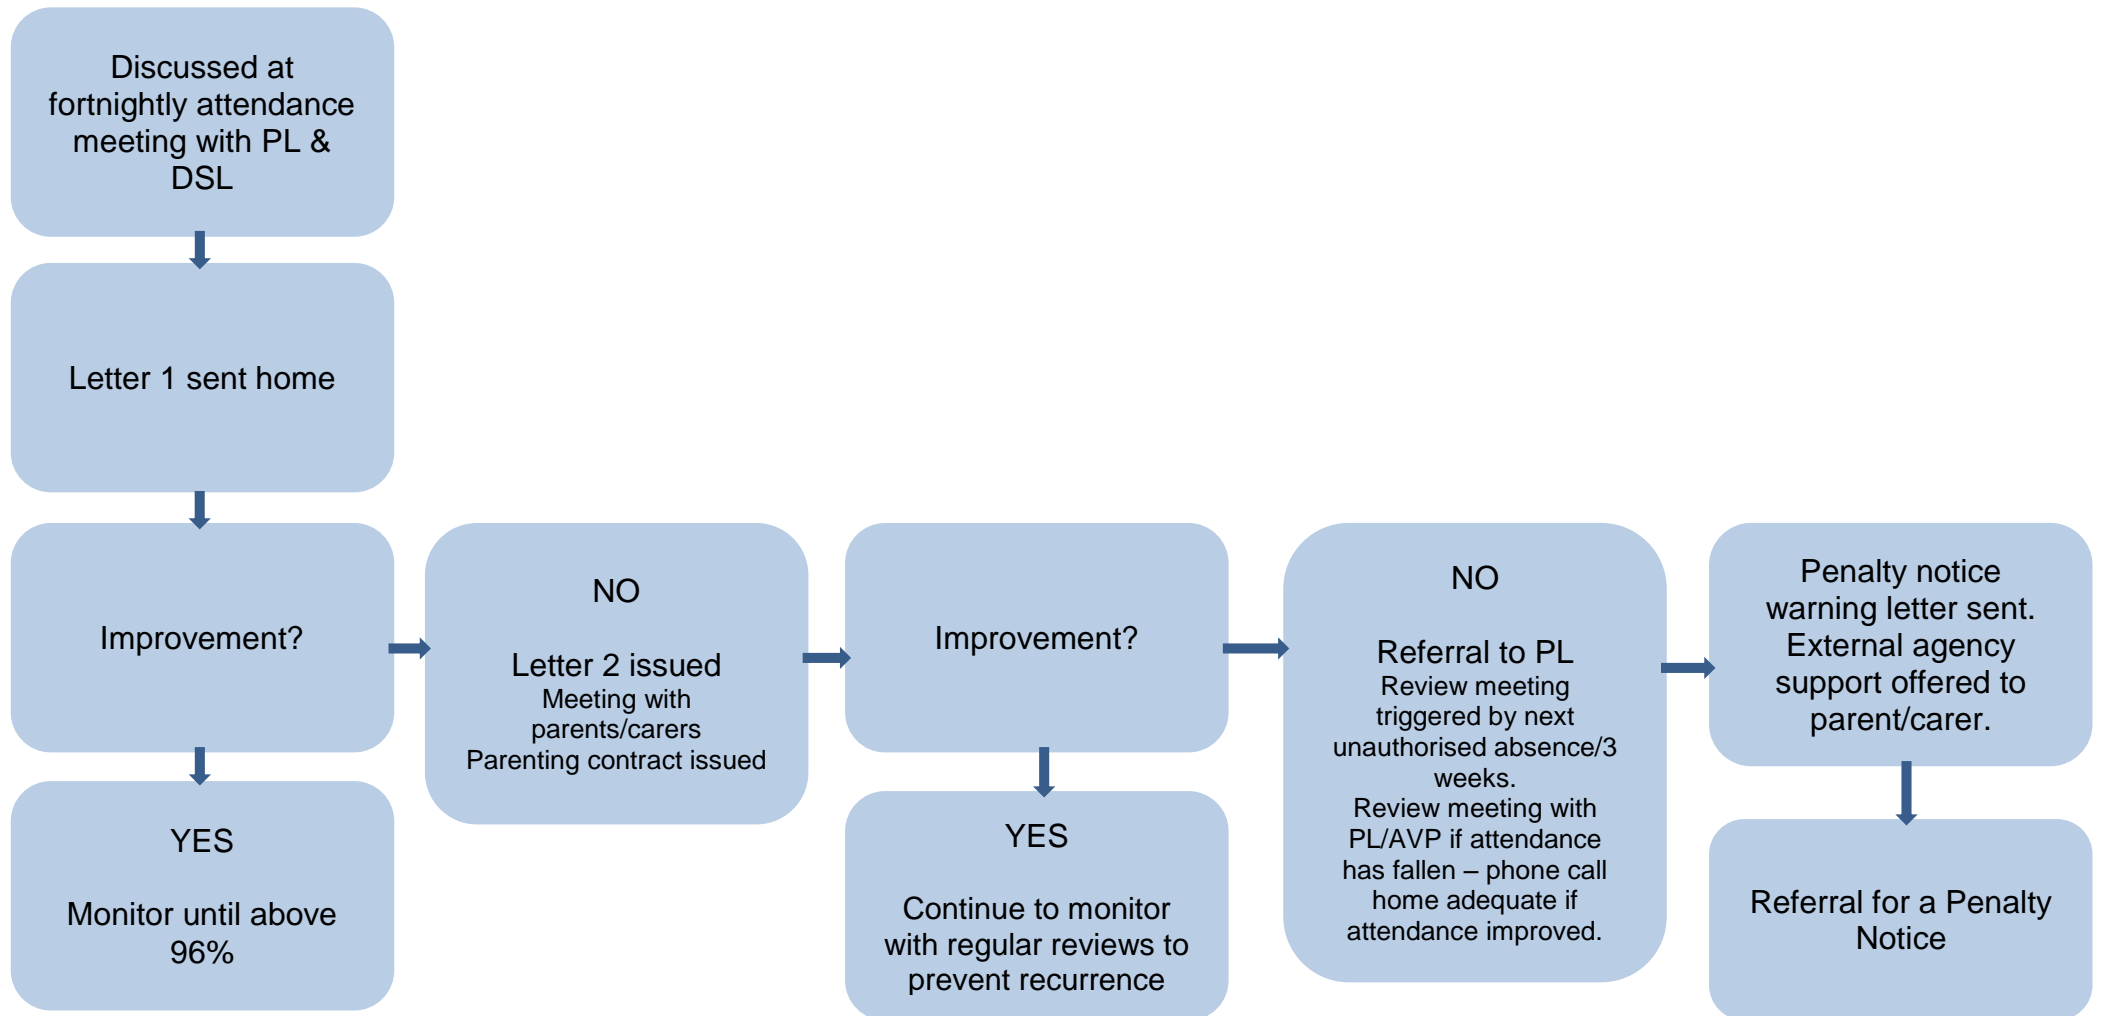 Discussed at
fortnightly attendance
meeting with PL &
DSL
Letter 1 sent home
Improvement?
YES
Monitor until above
96%
NO
Letter 2 issued
Meeting with
parents/carers
Parenting contract issued
Improvement?
YES
Continue to monitor
with regular reviews to
prevent recurrence
NO
Referral to PL
Review meeting
triggered by next
unauthorised absence/3
weeks.
Review meeting with
PL/AVP if attendance
has fallen – phone call
home adequate if
attendance improved.
Penalty notice
warning letter sent.
External agency
support offered to
parent/carer.
Referral for a Penalty
Notice